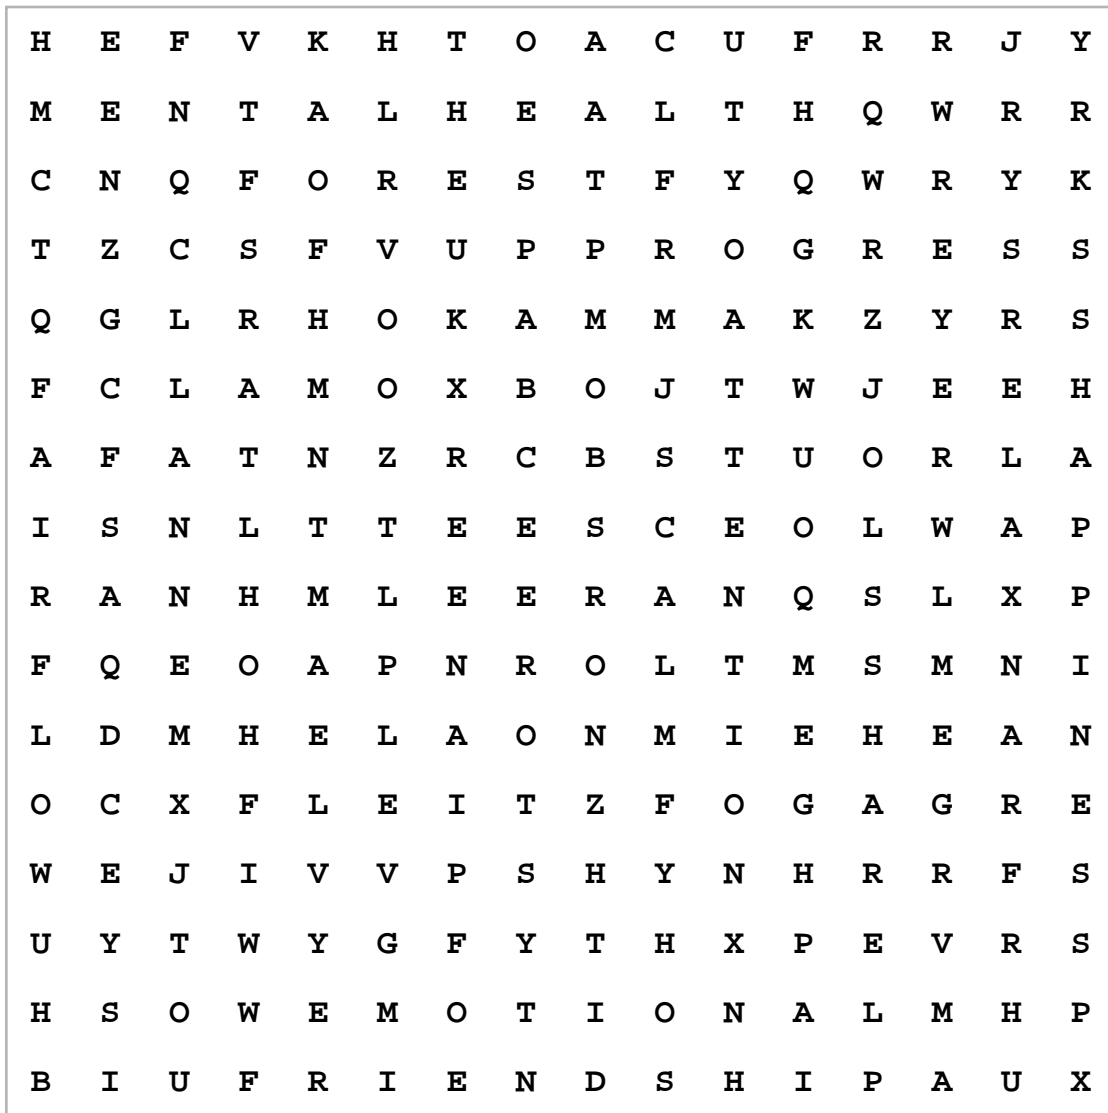 H E F V K H T O A C U F R R J Y
M E N T A L H E A L T H Q W R R
C N Q F O R E S T F Y Q W R Y K
T Z C S F V U P P R O G R E S S
Q G L R H O K A M M A K Z Y R S
F C L A M O X B O J T W J E E H
A F A T N Z R C B S T U O R L A
I S N L T T E E S C E O L W A P
R A N H M L E E R A N Q S L X P
F Q E O A P N R O L T M S M N I
L D M H E L A O N M I E H E A N
O C X F L E I T Z F O G A G R E
W E J I V V P S H Y N H R R F S
U Y T W Y G F Y T H X P E V R S
H S O W E M O T I O N A L M H P
B I U F R I E N D S H I P A U X